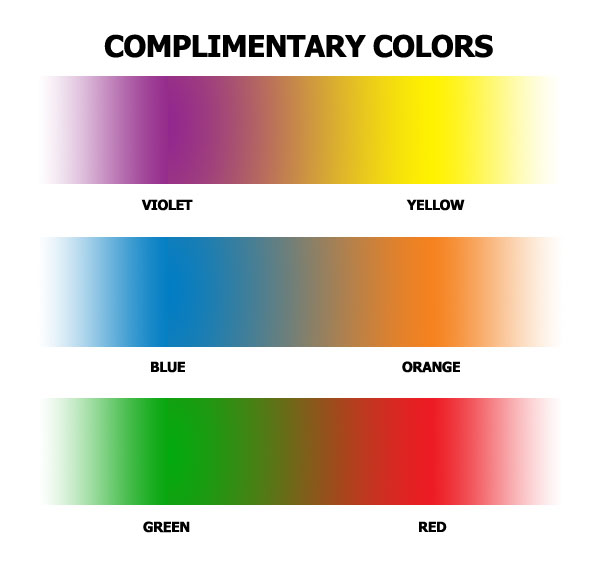 COMPLIMENTARY COLORS
VIOLET YELLOW
BLUE ORANGE
GREEN RED